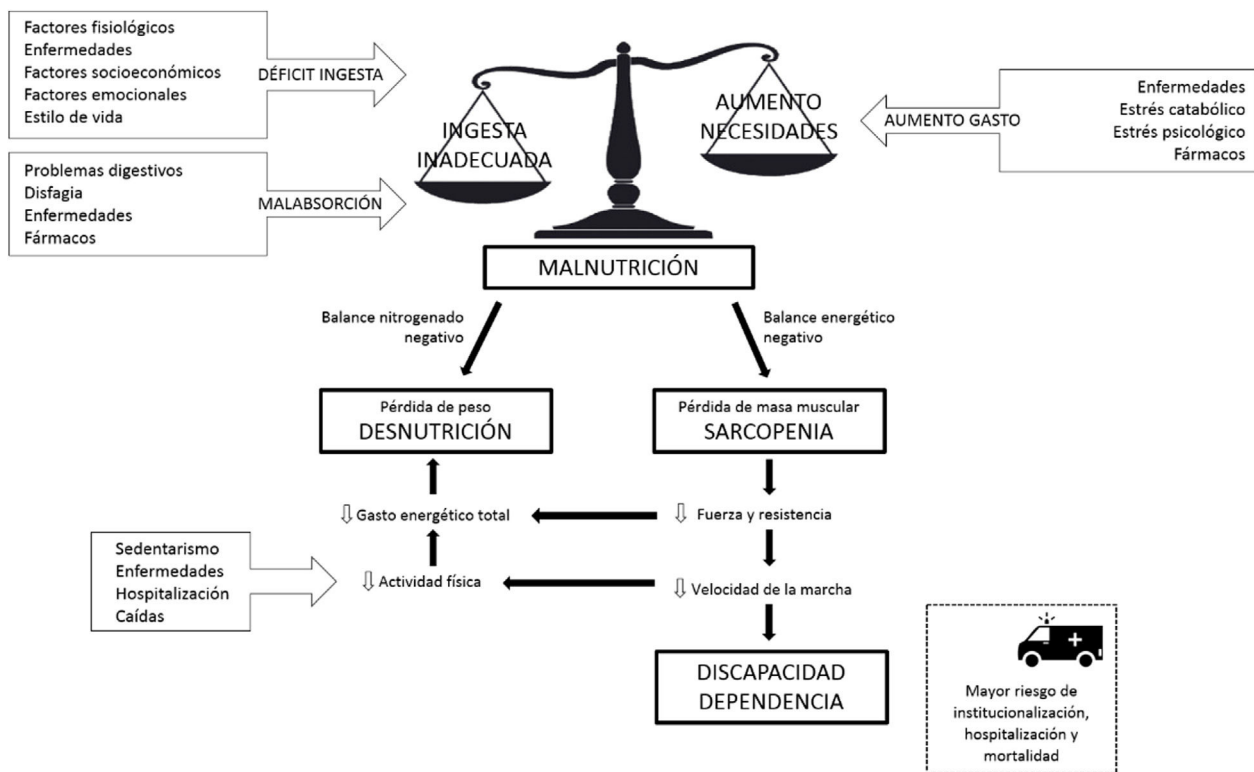 Factores fisiológicos
Enfermedades
Factores socioeconómicos
Factores emocionales
Estilo de vida
DÉFICIT INGESTA
Problemas digestivos
Disfagia
Enfermedades
Fármacos
MALABSORCIÓN
INGESTA
INADECUADA
AUMENTO
NECESIDADES
AUMENTO GASTO
Enfermedades
Estrés catabólico
Estrés psicológico
Fármacos
MALNUTRICIÓN
Balance nitrogenado
negativo
Balance energético
negativo
Pérdida de peso
DESNUTRICIÓN
Pérdida de masa muscular
SARCOPENIA
Gasto energético total
Fuerza y resistencia
Sedentarismo
Enfermedades
Hospitalización
Caídas
Actividad física
Velocidad de la marcha
DISCAPACIDAD
DEPENDENCIA
Mayor riesgo de
institucionalización,
hospitalización y
mortalidad